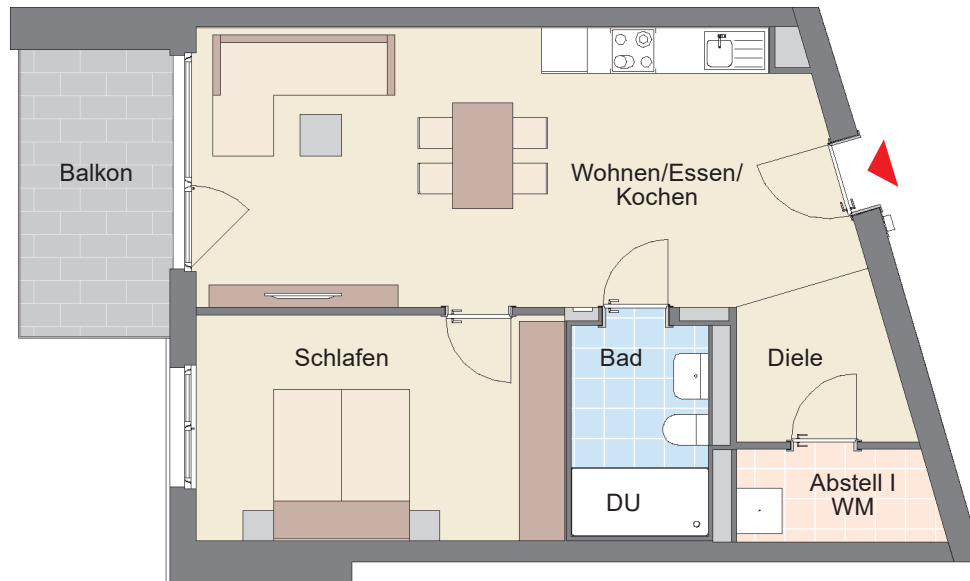 Balkon
Wohnen/Essen/
Kochen
Schlafen
Bad
Diele
DU
Abstell I
WM